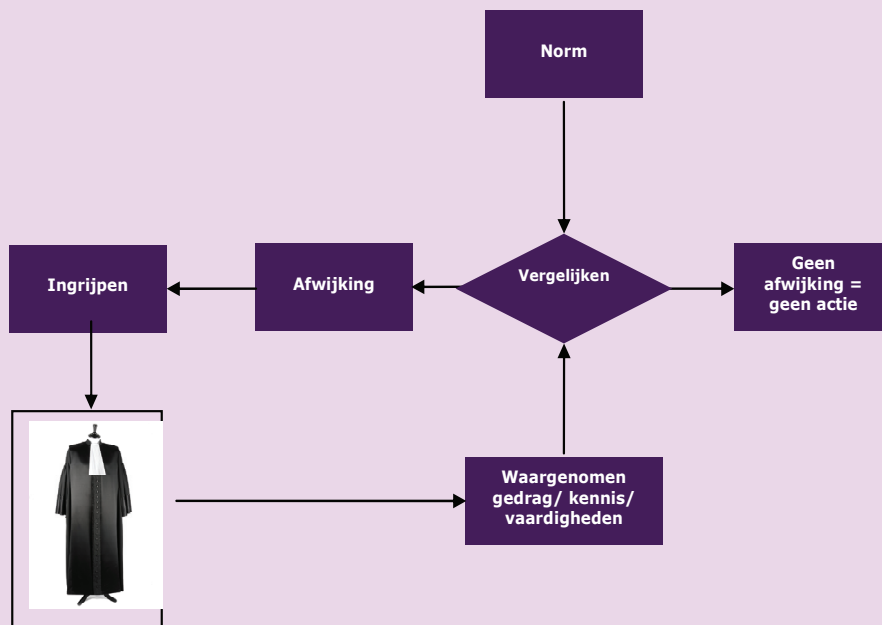 Norm
Ingrijpen
Afwijking
Vergelijken
Geen
afwijking =
geen actie
Waargenomen
gedrag/ kennis/
vaardigheden